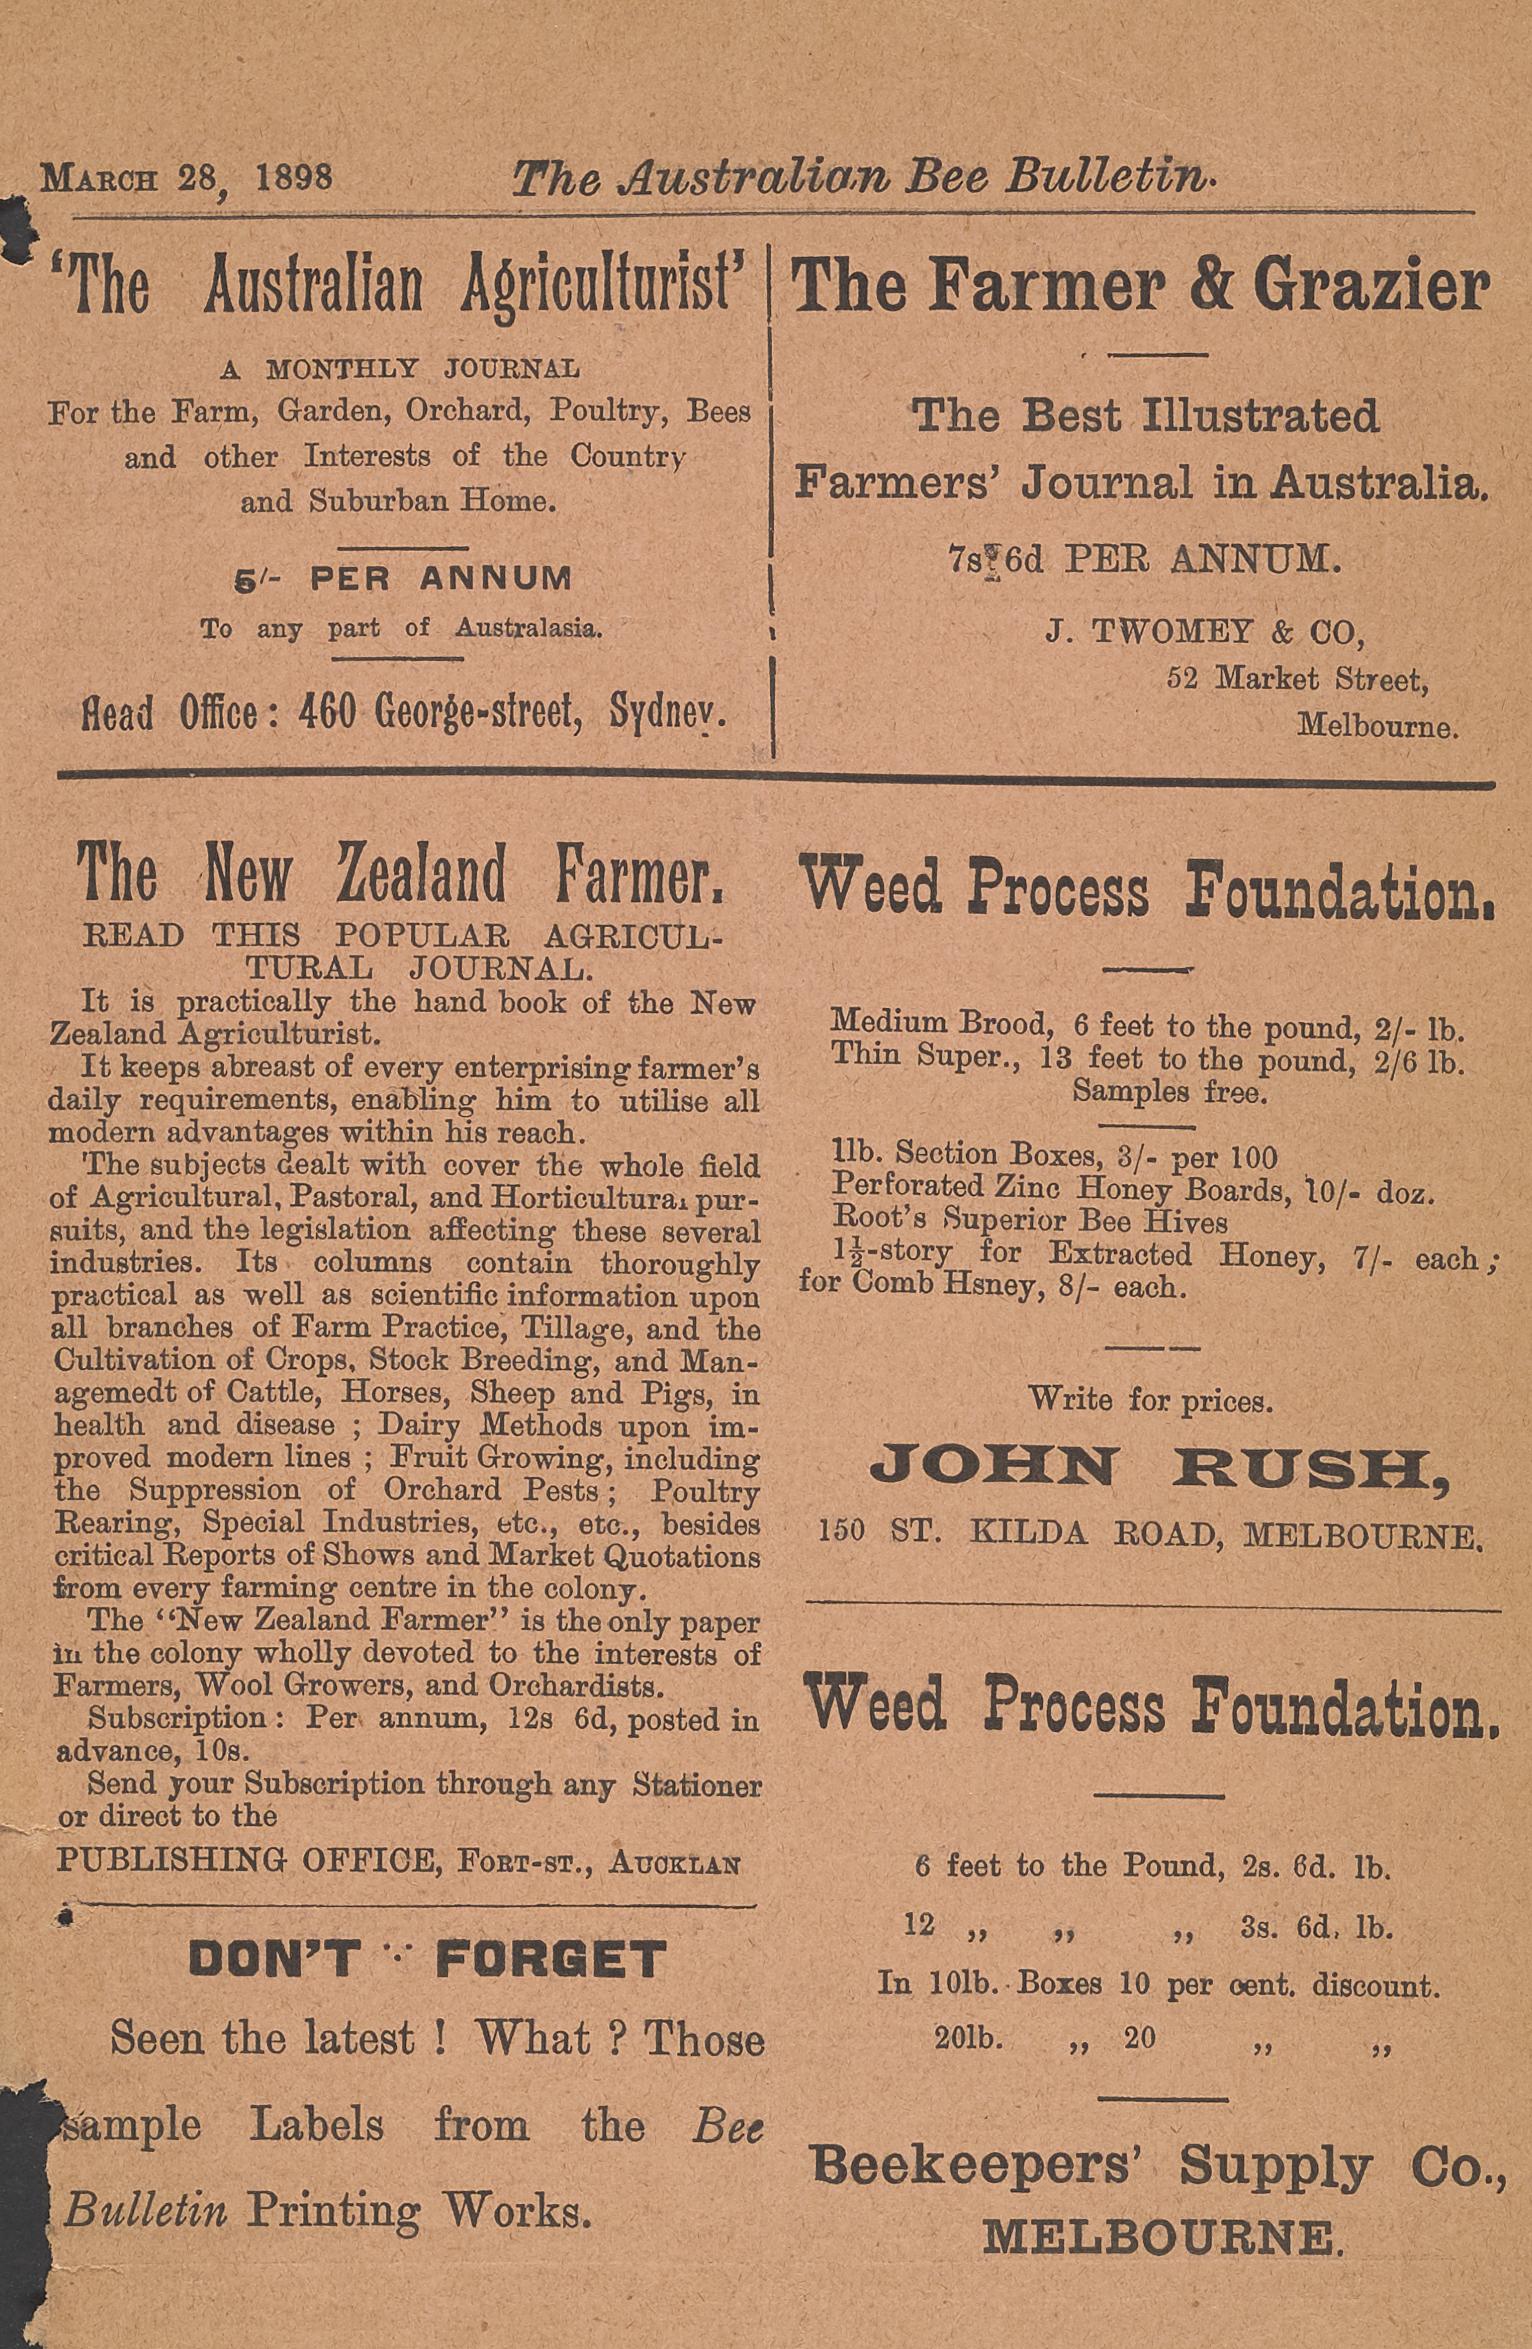 MARCH 28, 1898 The Australian Bee Bulletin.
'The Australian Agriculturist'
A MONTHLY JOURNAL
For the Farm, Garden, Orchard, Poultry, Bees
and other Interests of the Country
and Suburban Home.
5/- PER ANNUM
To any part of Australasia.
Head Office: 460 George-street, Sydney.
The Farmer & Grazier
The Best Illustrated
Farmers' Journal in Australia.
7s 6d PER ANNUM.
J. TWOMEY & CO,
52 Market Street,
Melbourne.
The New Zealand Farmer.
READ THIS POPULAR AGRICUL-
TURAL JOURNAL.
It is practically the hand book of the New
Zealand Agriculturist.
It keeps abreast of every enterprising farmer's
daily requirements, enabling him to utilise all
modern advantages within his reach.
The subjects dealt with cover the whole field
of Agricultural, Pastoral, and Horticultural pur-
suits, and the legislation affecting these several
industries. Its columns contain thoroughly
practical as well as scientific information upon
all branches of Farm Practice, Tillage, and the
Cultivation of Crops, Stock Breeding, and Man-
agemedt of Cattle, Horses, Sheep and Pigs, in
health and disease ; Dairy Methods upon im-
proved modern lines ; Fruit Growing, including
the Suppression of Orchard Pests ; Poultry
Rearing, Special Industries, etc., etc., besides
critical Reports of Shows and Market Quotations
from every farming centre in the colony.
The "New Zealand Farmer" is the only paper
in the colony wholly devoted to the interests of
Farmers, Wool Growers, and Orchardists.
Subscription : Per annum, 12s 6d, posted in
advance, 10s.
Send your Subscription through any Stationer
or direct to the
PUBLISHING OFFICE, FORT-ST., AUCKLAN
DON'T FORGET
Seen the latest ! What ? Those
sample Labels from the Bee
Bulletin Printing Works.
Weed Process Foundation.
Medium Brood, 6 feet to the pound, 2/- lb.
Thin Super., 13 feet to the pound, 2/6 lb.
Samples free.
1lb. Section Boxes, 3/- per 100
Perforated Zinc Honey Boards, 10/- doz.
Root's Superior Bee Hives
1½-story for Extracted Honey, 7/- each ;
for Comb Hsney, 8/- each.
Write for prices.
JOHN RUSH,
150 ST. KILDA ROAD, MELBOURNE.
Weed Process Foundation.
6 feet to the Pound, 2s. 6d. lb.
12 ,, ,, ,, 3s. 6d. lb.
In 10lb. Boxes 10 per cent. discount.
20lb. ,, 20 ,, ,,
Beekeepers' Supply Co.,
MELBOURNE.